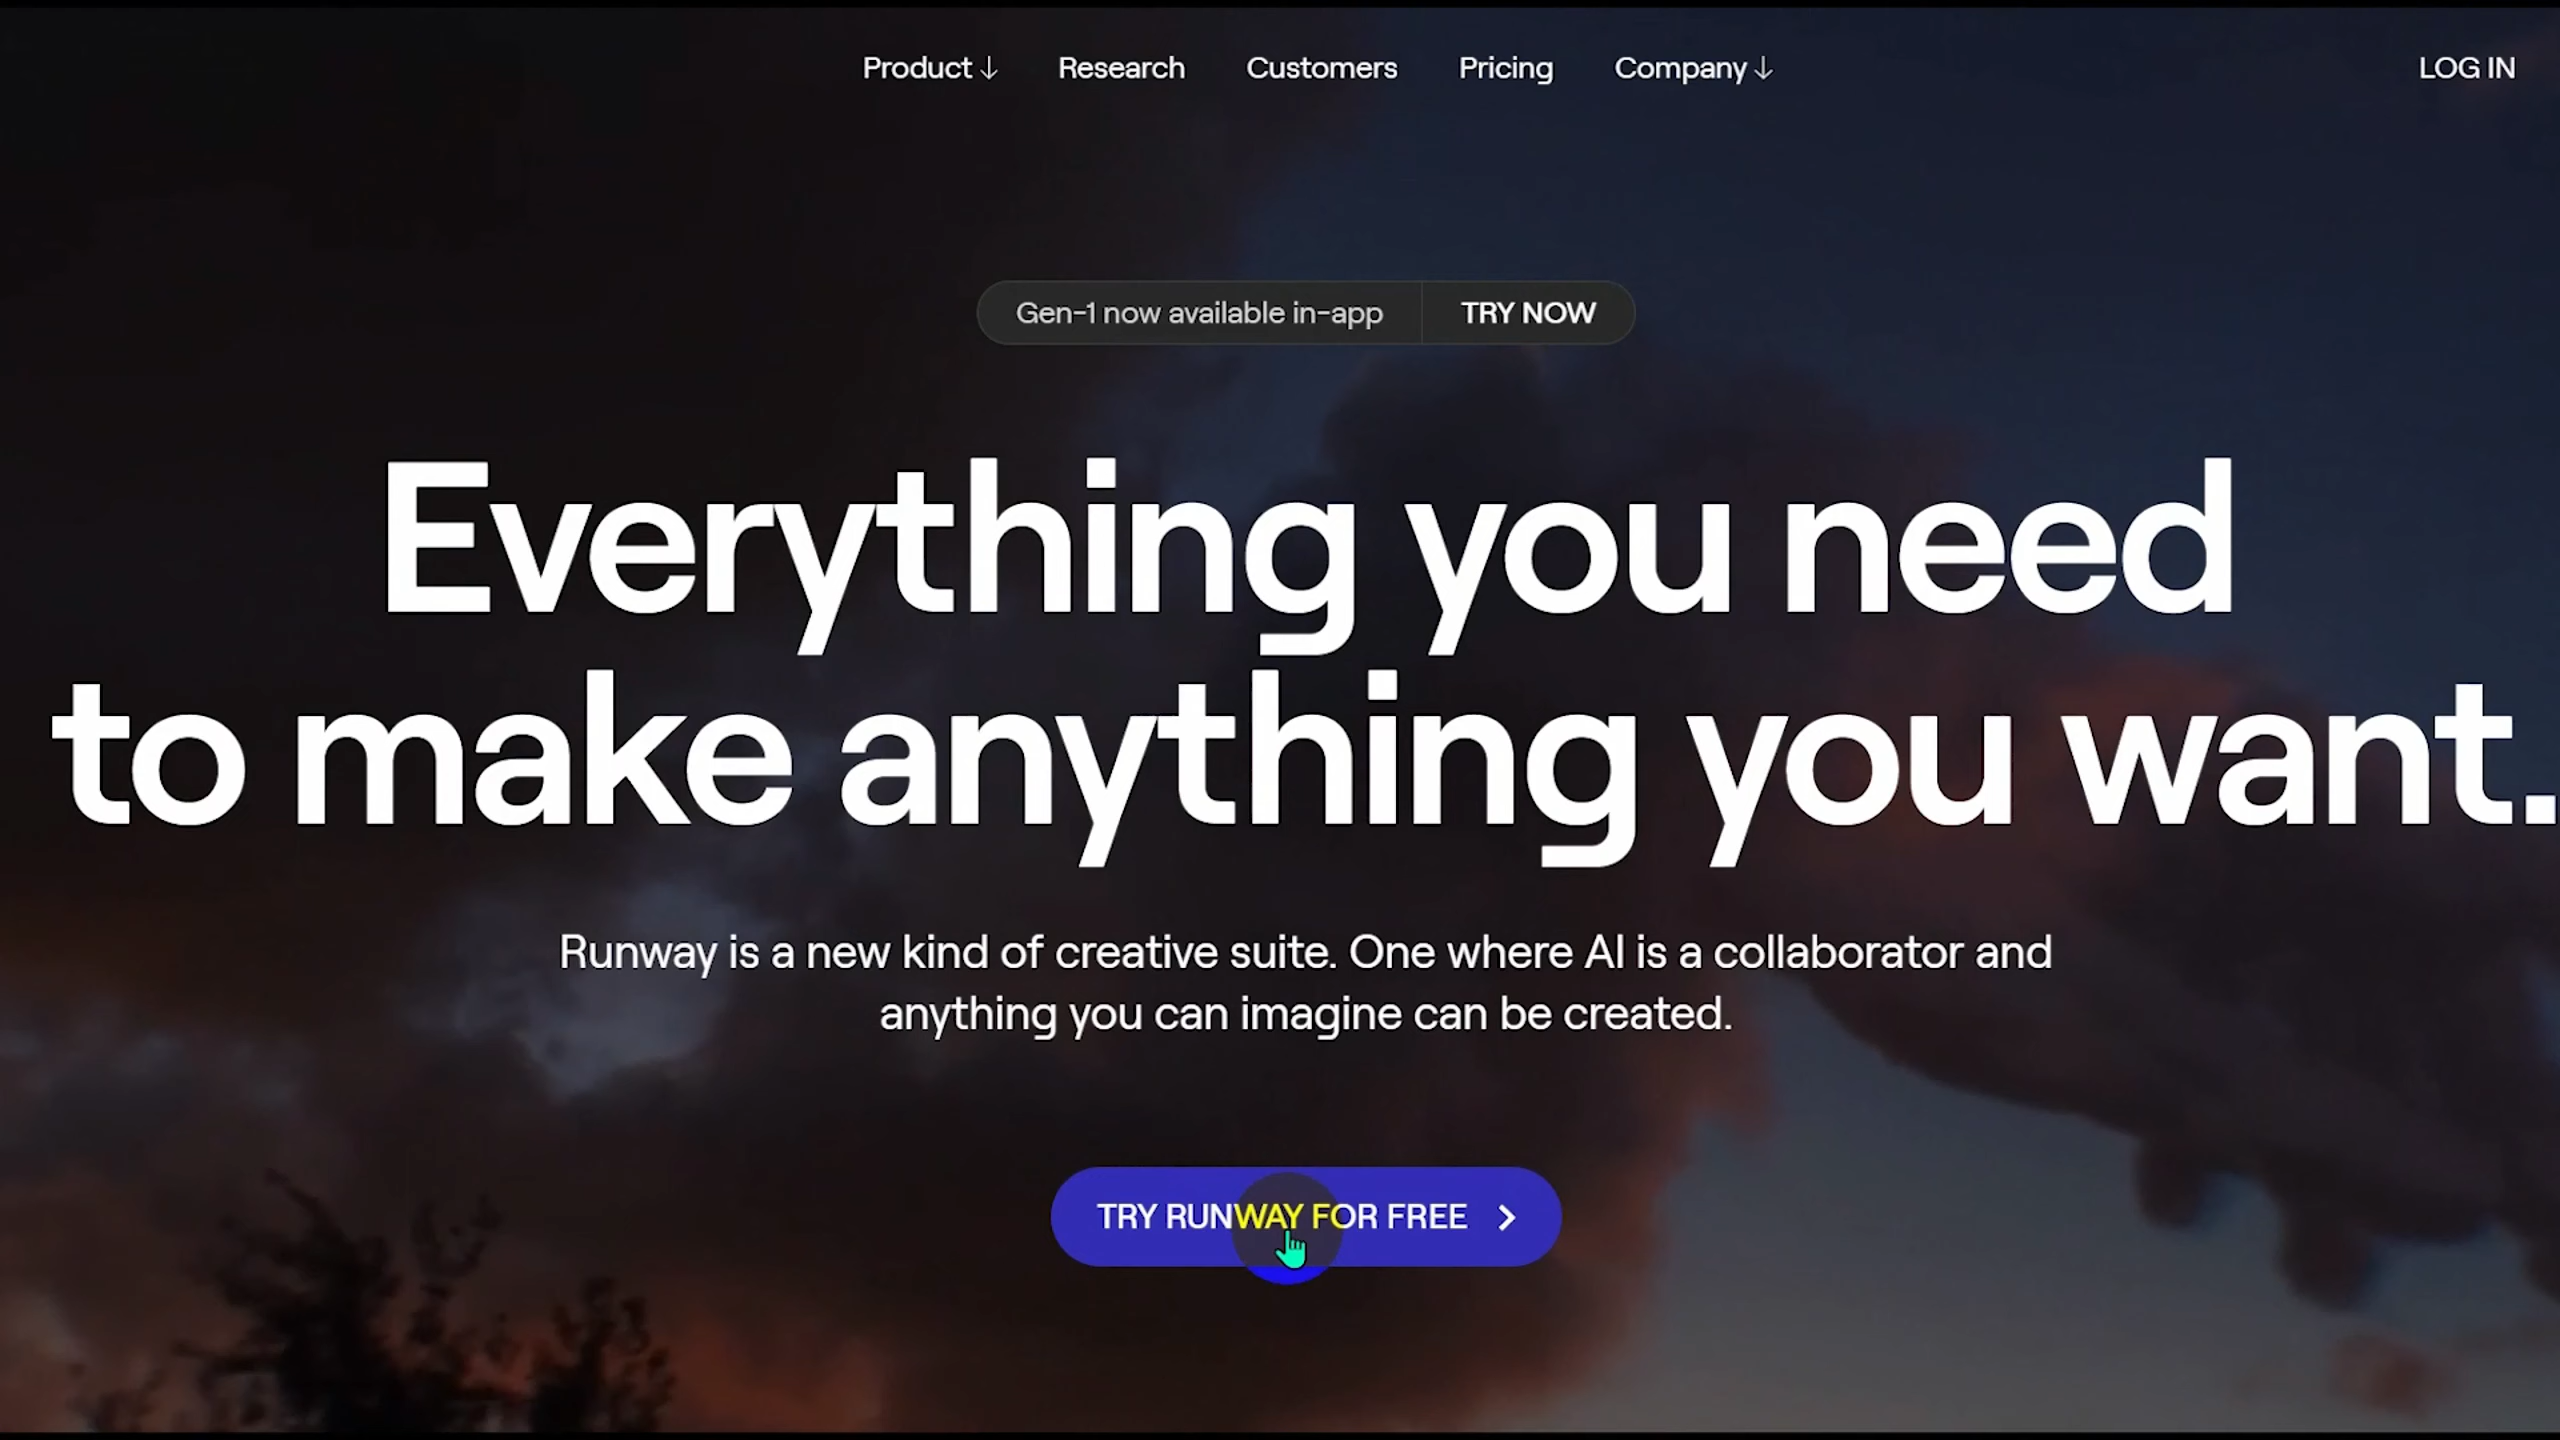 Product ↓ Research Customers Pricing Company ↓ LOG IN
Gen-1 now available in-app TRY NOW
Everything you need
to make anything you want.
Runway is a new kind of creative suite. One where AI is a collaborator and
anything you can imagine can be created.
TRY RUNWAY FOR FREE